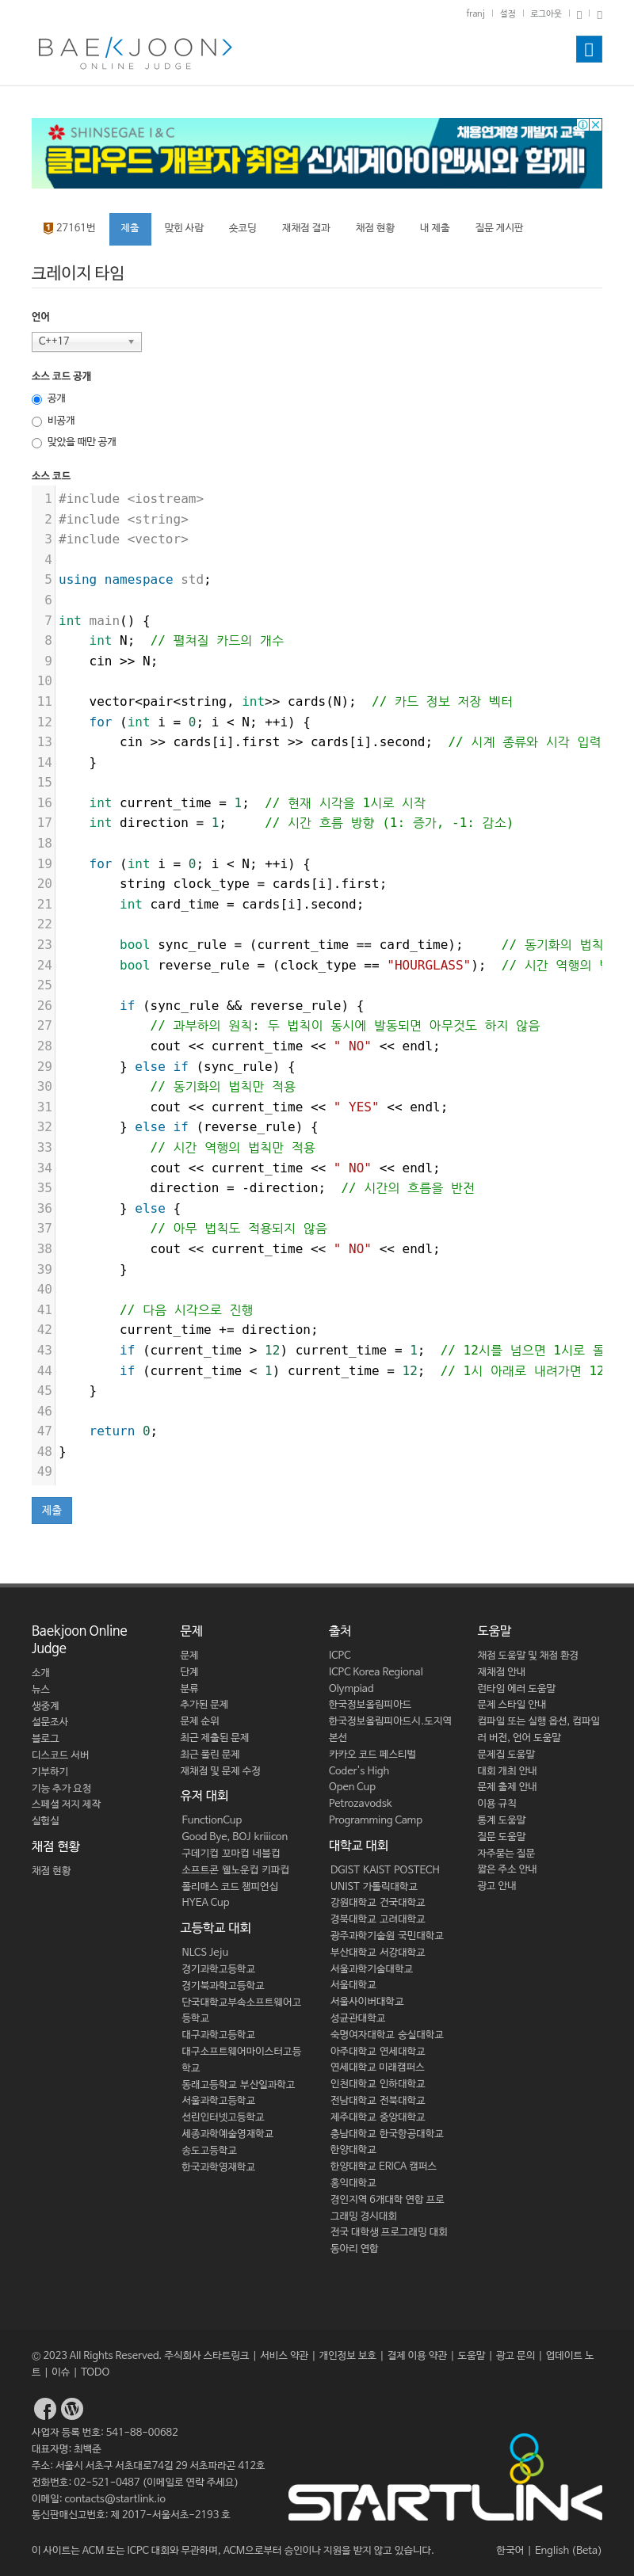 franj | 설정 | 로그아웃 | |
BAEKJOON>
ONLINE JUDGE
SHINSEGAE I&C
채용연계형 개발자 교육
클라우드 개발자 취업 신세계아이앤씨와 함께!
1 27161번 제출 맞힌 사람 숏코딩 재채점 결과 채점 현황 내 제출 질문 게시판
크레이지 타임
언어
C++17
소스 코드 공개
공개
비공개
맞았을 때만 공개
소스 코드
1 #include <iostream>
2 #include <string>
3 #include <vector>
4
5 using namespace std;
6
7 int main() {
8     int N;  // 펼쳐질 카드의 개수
9     cin >> N;
10
11     vector<pair<string, int>> cards(N);  // 카드 정보 저장 벡터
12     for (int i = 0; i < N; ++i) {
13         cin >> cards[i].first >> cards[i].second;  // 시계 종류와 시각 입력
14     }
15
16     int current_time = 1;  // 현재 시각을 1시로 시작
17     int direction = 1;     // 시간 흐름 방향 (1: 증가, -1: 감소)
18
19     for (int i = 0; i < N; ++i) {
20         string clock_type = cards[i].first;
21         int card_time = cards[i].second;
22
23         bool sync_rule = (current_time == card_time);     // 동기화의 법칙
24         bool reverse_rule = (clock_type == "HOURGLASS");  // 시간 역행의
25
26         if (sync_rule && reverse_rule) {
27             // 과부하의 원칙: 두 법칙이 동시에 발동되면 아무것도 하지 않음
28             cout << current_time << " NO" << endl;
29         } else if (sync_rule) {
30             // 동기화의 법칙만 적용
31             cout << current_time << " YES" << endl;
32         } else if (reverse_rule) {
33             // 시간 역행의 법칙만 적용
34             cout << current_time << " NO" << endl;
35             direction = -direction;  // 시간의 흐름을 반전
36         } else {
37             // 아무 법칙도 적용되지 않음
38             cout << current_time << " NO" << endl;
39         }
40
41         // 다음 시각으로 진행
42         current_time += direction;
43         if (current_time > 12) current_time = 1;  // 12시를 넘으면 1시로 돌
44         if (current_time < 1) current_time = 12;  // 1시 아래로 내려가면 12
45     }
46
47     return 0;
48 }
49
제출
Baekjoon Online
Judge
소개
뉴스
생중계
설문조사
블로그
디스코드 서버
기부하기
기능 추가 요청
스페셜 저지 제작
실험실
채점 현황
채점 현황
문제
문제
단계
분류
추가된 문제
문제 순위
최근 제출된 문제
최근 풀린 문제
재채점 및 문제 수정
유저 대회
FunctionCup
Good Bye, BOJ kriiicon
구데기컵 꼬마컵 네블컵
소프트콘 웰노운컵 키파컵
폴리매스 코드 챔피언십
HYEA Cup
고등학교 대회
NLCS Jeju
경기과학고등학교
경기북과학고등학교
단국대학교부속소프트웨어고
등학교
대구과학고등학교
대구소프트웨어마이스터고등
학교
동래고등학교 부산일과학고
서울과학고등학교
선린인터넷고등학교
세종과학예술영재학교
송도고등학교
한국과학영재학교
출처
ICPC
ICPC Korea Regional
Olympiad
한국정보올림피아드
한국정보올림피아드시.도지역
본선
카카오 코드 페스티벌
Coder's High
Open Cup
Petrozavodsk
Programming Camp
대학교 대회
DGIST KAIST POSTECH
UNIST 가톨릭대학교
강원대학교 건국대학교
경북대학교 고려대학교
광주과학기술원 국민대학교
부산대학교 서강대학교
서울과학기술대학교
서울대학교
서울사이버대학교
성균관대학교
숙명여자대학교 숭실대학교
아주대학교 연세대학교
연세대학교 미래캠퍼스
인천대학교 인하대학교
전남대학교 전북대학교
제주대학교 중앙대학교
충남대학교 한국항공대학교
한양대학교
한양대학교 ERICA 캠퍼스
홍익대학교
경인지역 6개대학 연합 프로
그래밍 경시대회
전국 대학생 프로그래밍 대회
동아리 연합
도움말
채점 도움말 및 채점 환경
재채점 안내
런타임 에러 도움말
문제 스타일 안내
컴파일 또는 실행 옵션, 컴파일
러 버전, 언어 도움말
문제집 도움말
대회 개최 안내
문제 출제 안내
이용 규칙
통계 도움말
질문 도움말
자주묻는 질문
짧은 주소 안내
광고 안내
© 2023 All Rights Reserved. 주식회사 스타트링크 | 서비스 약관 | 개인정보 보호 | 결제 이용 약관 | 도움말 | 광고 문의 | 업데이트 노
트 | 이슈 | TODO
사업자 등록 번호: 541-88-00682
대표자명: 최백준
주소: 서울시 서초구 서초대로74길 29 서초파라곤 412호
전화번호: 02-521-0487 (이메일로 연락 주세요)
이메일: contacts@startlink.io
통신판매신고번호: 제 2017-서울서초-2193 호
STARTLINK
이 사이트는 ACM 또는 ICPC 대회와 무관하며, ACM으로부터 승인이나 지원을 받지 않고 있습니다.
한국어 | English (Beta)